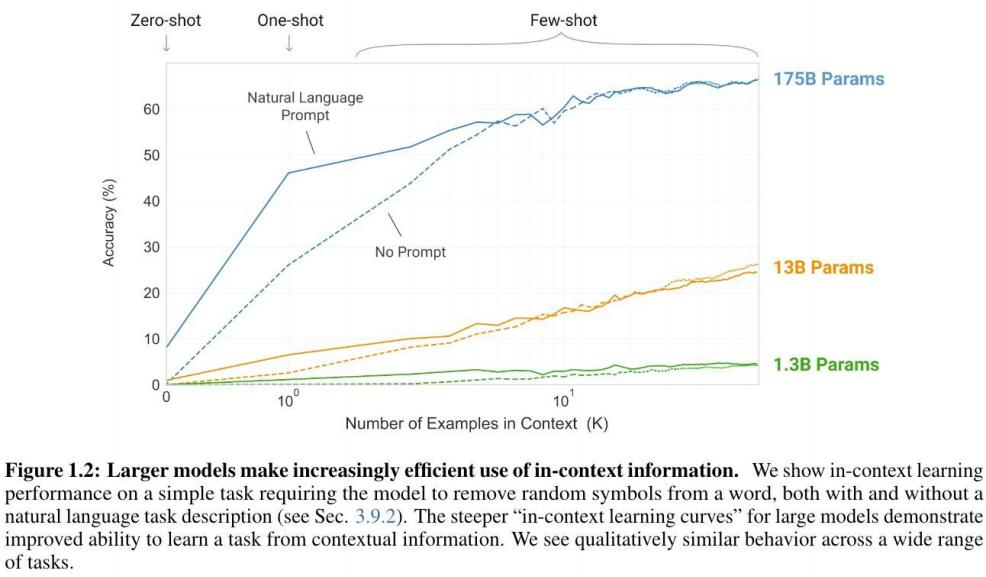 Zero-shot One-shot Few-shot
175B Params
Natural Language
Prompt
No Prompt
13B Params
1.3B Params
Accuracy (%)
60
50
40
30
20
10
0
0 10⁰ 10¹
Number of Examples in Context (K)
Figure 1.2: Larger models make increasingly efficient use of in-context information. We show in-context learning
performance on a simple task requiring the model to remove random symbols from a word, both with and without a
natural language task description (see Sec. 3.9.2). The steeper “in-context learning curves” for large models demonstrate
improved ability to learn a task from contextual information. We see qualitatively similar behavior across a wide range
of tasks.